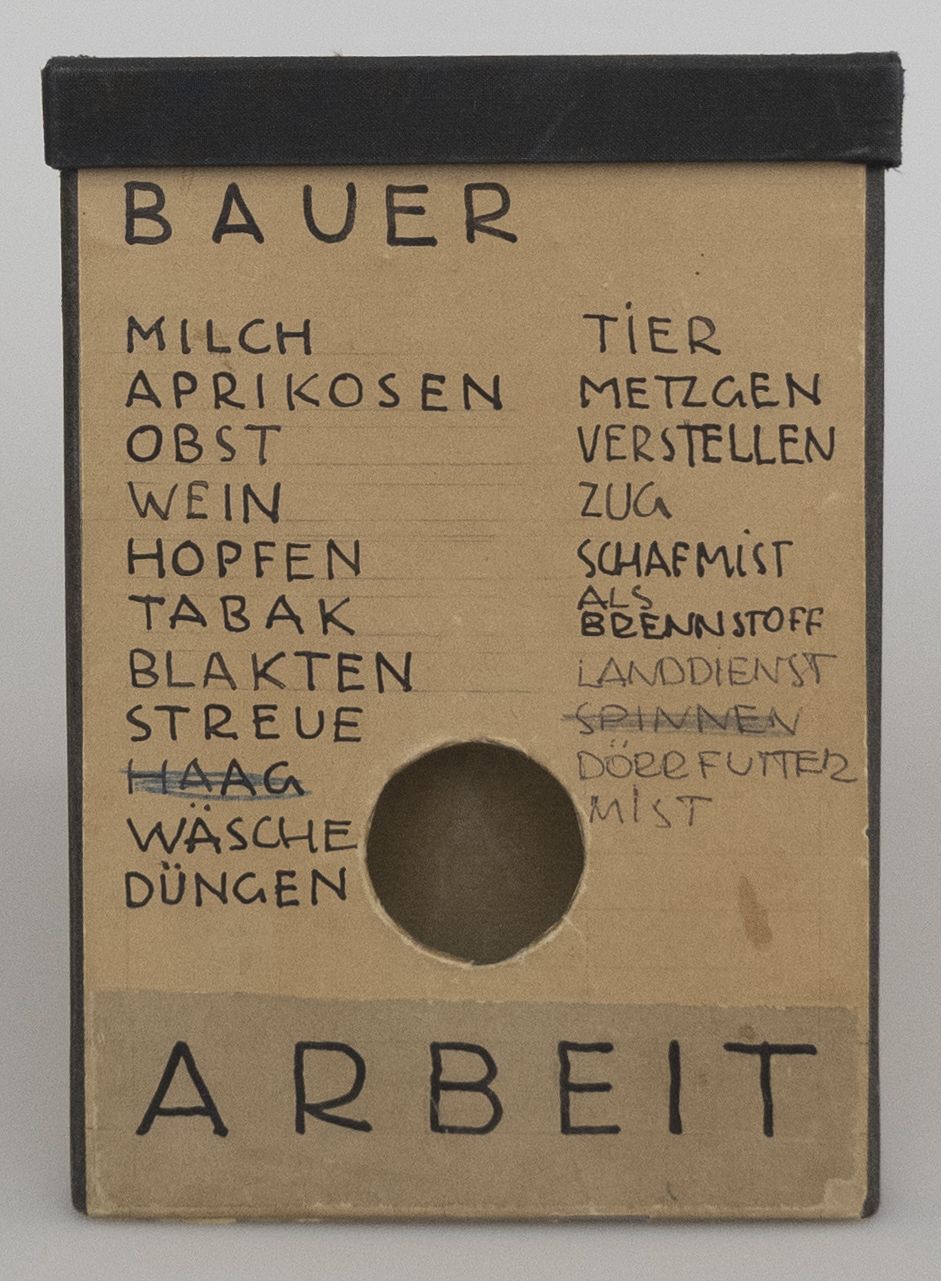 BAUER
MILCH
APRIKOSEN
OBST
WEIN
HOPFEN
TABAK
BLAKTEN
STREUE
HAAG
WÄSCHE
DÜNGEN
TiER
METZGEN
VERSTELLEN
ZUG
SCHAFMiST
ALS
BRENNSTOFF
LANDDIENST
SPINNEN
DÖRRFUTTER
MiST
ARBEIT